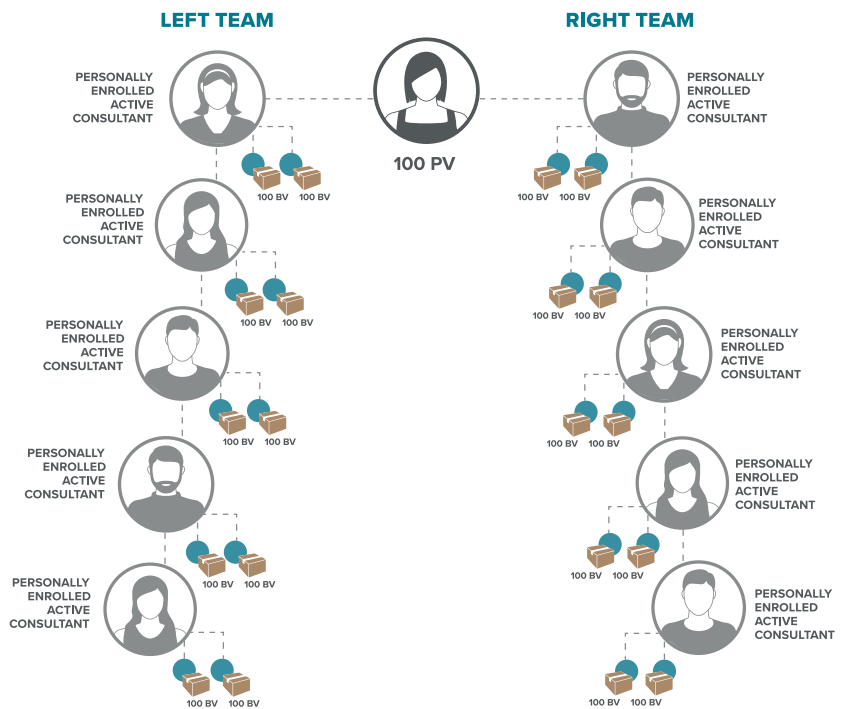 LEFT TEAM
RIGHT TEAM
PERSONALLY
ENROLLED
ACTIVE
CONSULTANT
100 PV
PERSONALLY
ENROLLED
ACTIVE
CONSULTANT
100 BV 100 BV
100 BV 100 BV
PERSONALLY
ENROLLED
ACTIVE
CONSULTANT
PERSONALLY
ENROLLED
ACTIVE
CONSULTANT
100 BV 100 BV
100 BV 100 BV
PERSONALLY
ENROLLED
ACTIVE
CONSULTANT
PERSONALLY
ENROLLED
ACTIVE
CONSULTANT
100 BV 100 BV
100 BV 100 BV
PERSONALLY
ENROLLED
ACTIVE
CONSULTANT
PERSONALLY
ENROLLED
ACTIVE
CONSULTANT
100 BV 100 BV
100 BV 100 BV
PERSONALLY
ENROLLED
ACTIVE
CONSULTANT
PERSONALLY
ENROLLED
ACTIVE
CONSULTANT
100 BV 100 BV
100 BV 100 BV